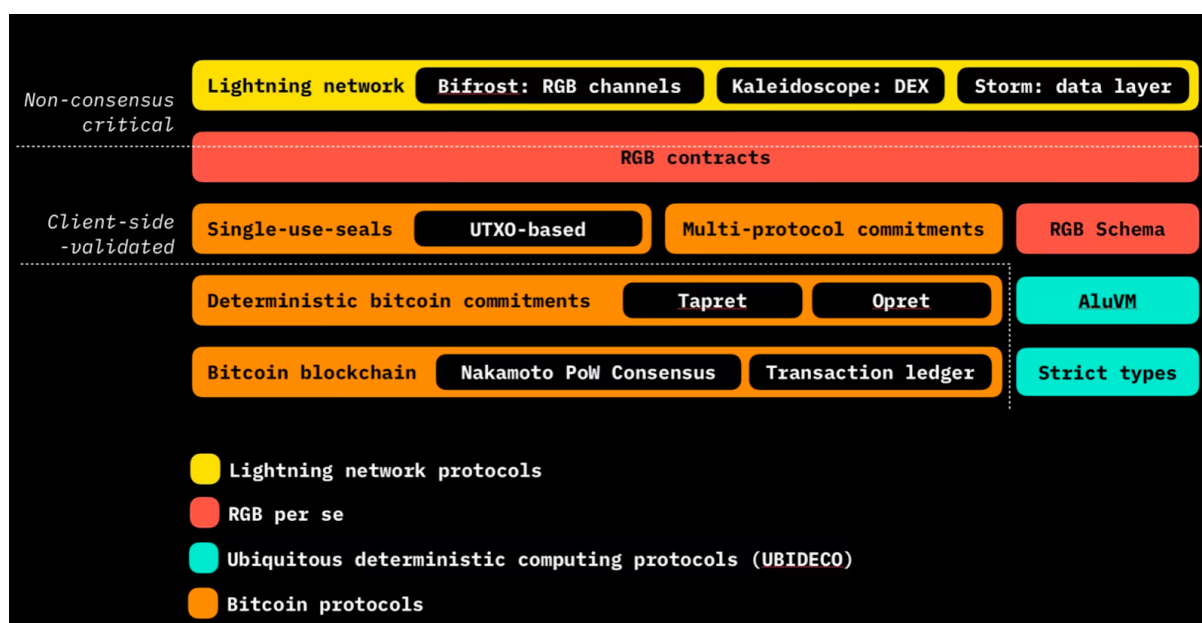 Non-consensus
critical
Lightning network Bifrost: RGB channels Kaleidoscope: DEX Storm: data layer
RGB contracts
Client-side
-validated
Single-use-seals UTXO-based Multi-protocol commitments RGB Schema
Deterministic bitcoin commitments Tapret Opret AluVM
Bitcoin blockchain Nakamoto PoW Consensus Transaction ledger Strict types
Lightning network protocols
RGB per se
Ubiquitous deterministic computing protocols (UBIDECO)
Bitcoin protocols